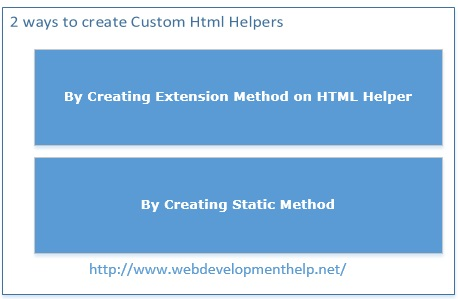 2 ways to create Custom Html Helpers
By Creating Extension Method on HTML Helper
By Creating Static Method
http://www.webdevelopmenthelp.net/